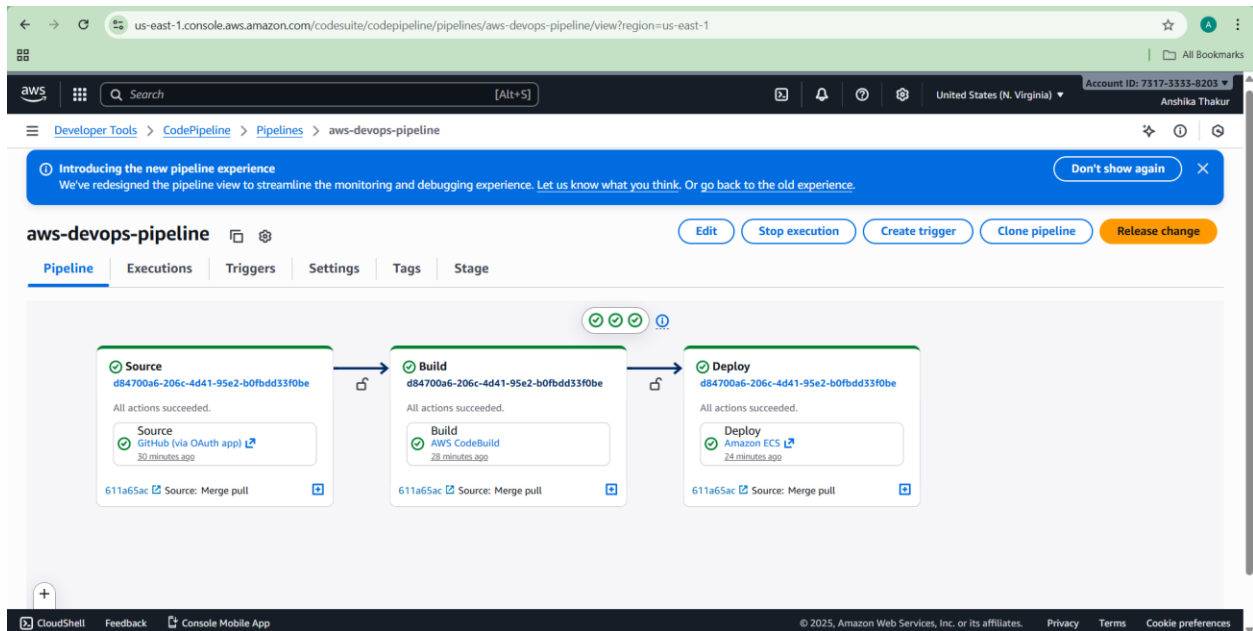 us-east-1.console.aws.amazon.com/codesuite/codepipeline/pipelines/aws-devops-pipeline/view?region=us-east-1
A
All Bookmarks
aws
Search
[Alt+S]
United States (N. Virginia)
Account ID: 7317-3333-8203
Anshika Thakur
Developer Tools > CodePipeline > Pipelines > aws-devops-pipeline
Introducing the new pipeline experience
We've redesigned the pipeline view to streamline the monitoring and debugging experience. Let us know what you think. Or go back to the old experience.
Don't show again
aws-devops-pipeline
Edit
Stop execution
Create trigger
Clone pipeline
Release change
Pipeline
Executions
Triggers
Settings
Tags
Stage
Source
d84700a6-206c-4d41-95e2-b0fbdd33f0be
All actions succeeded.
Source
GitHub (via OAuth app)
30 minutes ago
611a65ac Source: Merge pull
Build
d84700a6-206c-4d41-95e2-b0fbdd33f0be
All actions succeeded.
Build
AWS CodeBuild
28 minutes ago
611a65ac Source: Merge pull
Deploy
d84700a6-206c-4d41-95e2-b0fbdd33f0be
All actions succeeded.
Deploy
Amazon ECS
24 minutes ago
611a65ac Source: Merge pull
CloudShell
Feedback
Console Mobile App
© 2025, Amazon Web Services, Inc. or its affiliates.
Privacy
Terms
Cookie preferences